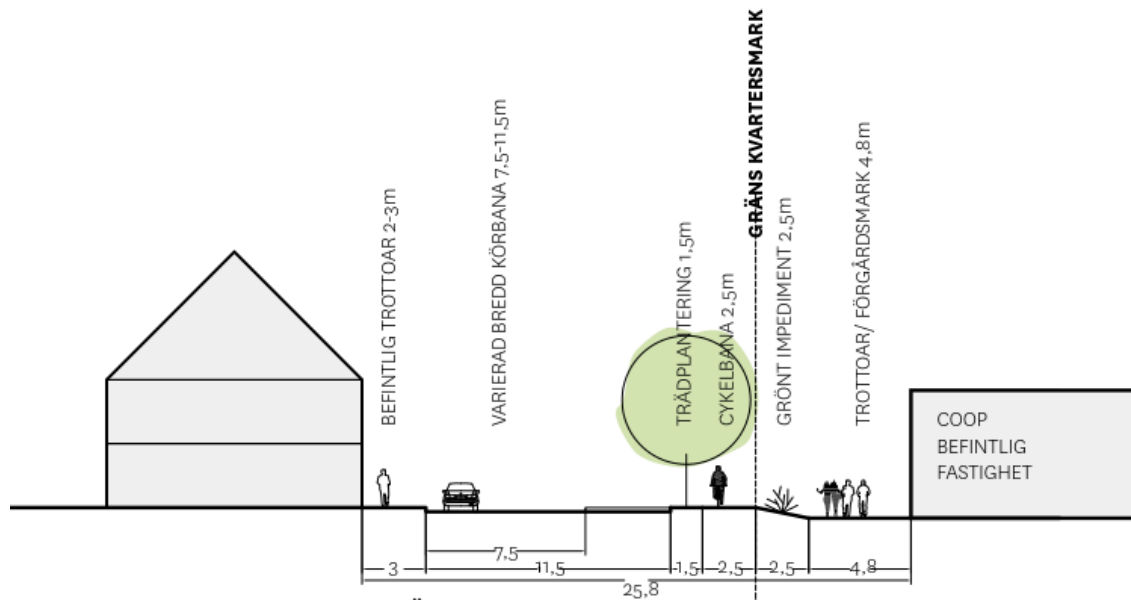 BEFINTLIG TROTTOAR 2-3m
VARIERAD BREDD KÖRBANA 7,5-11,5m
TRÄDPLANTERING 1,5m
CYKELBANA 2,5m
GRÄNS KVARTERSMARK
GRÖNT IMPEDIMENT 2,5m
TROTTOAR/ FÖRGÅRDSMARK 4,8m
COOP
BEFINTLIG
FASTIGHET
7,5
3 11,5 1,5 2,5 2,5 4,8
25,8